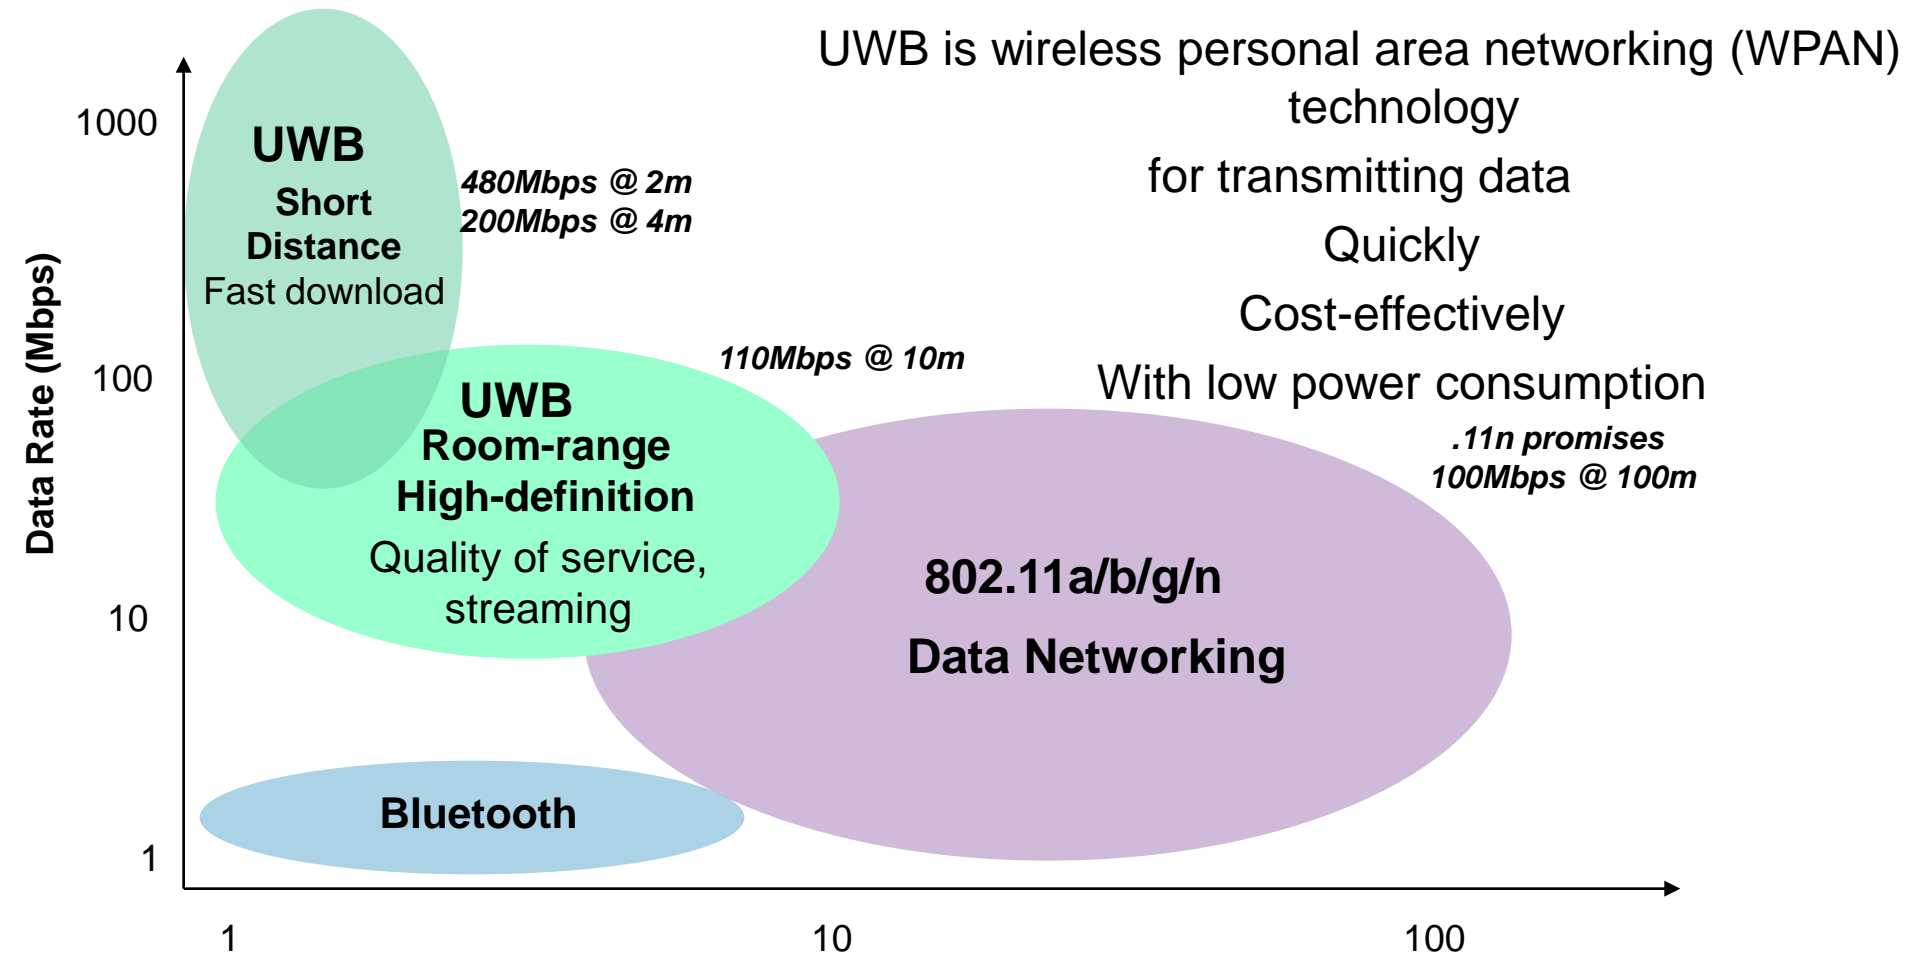 UWB is wireless personal area networking (WPAN)
technology
for transmitting data
Quickly
Cost-effectively
With low power consumption
Data Rate (Mbps)
1000
100
10
1
UWB
Short
Distance
Fast download
480Mbps @ 2m
200Mbps @ 4m
110Mbps @ 10m
UWB
Room-range
High-definition
Quality of service,
streaming
.11n promises
100Mbps @ 100m
802.11a/b/g/n
Data Networking
Bluetooth
1
10
100